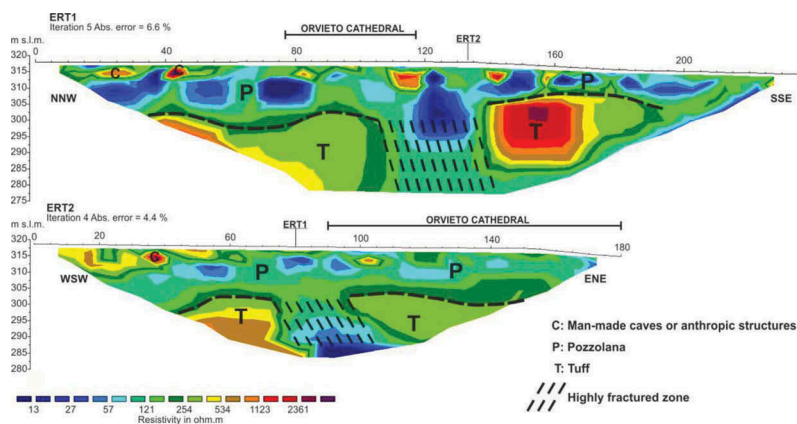 ERT1
Iteration 5 Abs. error = 6.6 %
ORVIETO CATHEDRAL
m s.l.m. 0 40 80 120 ERT2 160 200
320
315
310
305
300
295
290
285
280
275
NNW
SSE
C C P P
T T
ERT2
Iteration 4 Abs. error = 4.4 %
ORVIETO CATHEDRAL
m s.l.m. 0 60 ERT1 100 150 180
320
315
310
305
300
295
290
285
280
WSW
ENE
C P P
T T
C: Man-made caves or anthropic structures
P: Pozzolana
T: Tuff
Highly fractured zone
13 27 57 121 254 534 1123 2361
Resistivity in ohm.m